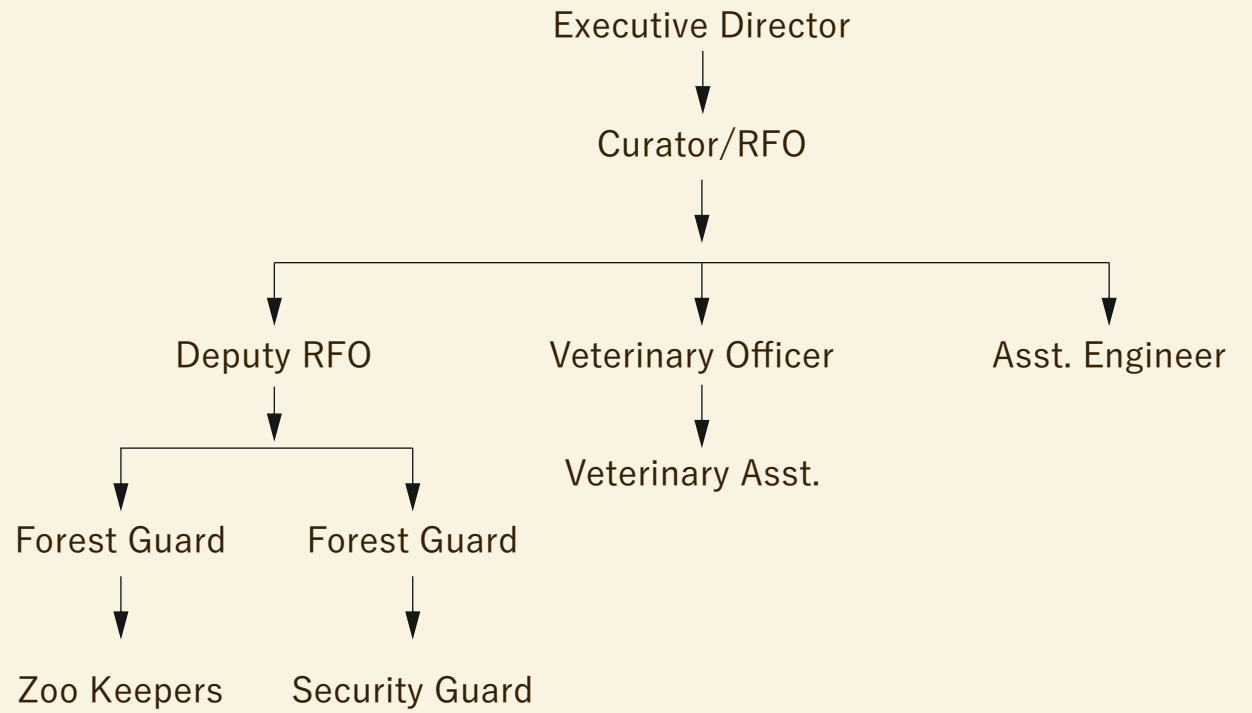 Executive Director
Curator/RFO
Deputy RFO
Veterinary Officer
Asst. Engineer
Veterinary Asst.
Forest Guard
Forest Guard
Zoo Keepers
Security Guard